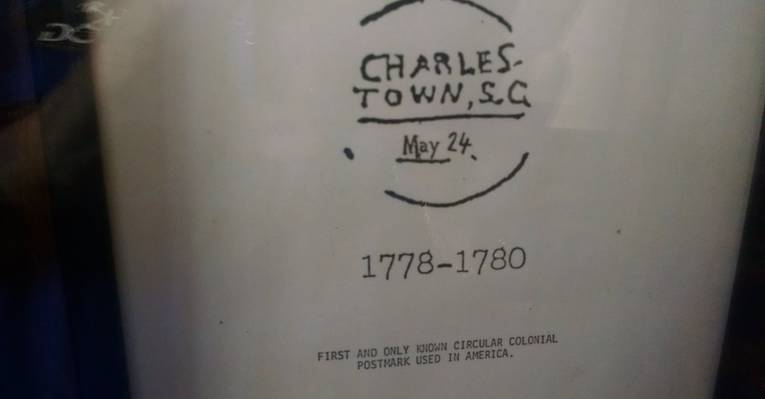 CHARLES-
TOWN, S.C
May 24.
1778-1780
FIRST AND ONLY KNOWN CIRCULAR COLONIAL
POSTMARK USED IN AMERICA.